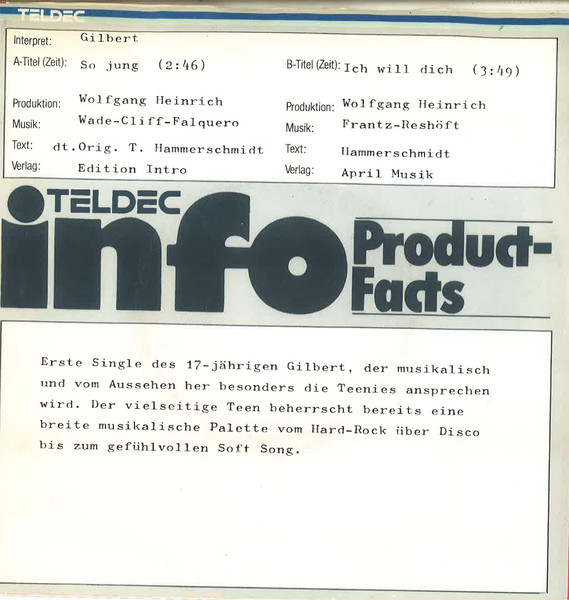 TELDEC
Interpret: Gilbert
A-Titel (Zeit): So jung (2:46)
Produktion: Wolfgang Heinrich
Musik: Wade-Cliff-Falquero
Text: dt.Orig. T. Hammerschmidt
Verlag: Edition Intro
B-Titel (Zeit): Ich will dich (3:49)
Produktion: Wolfgang Heinrich
Musik: Frantz-Reshöft
Text: Hammerschmidt
Verlag: April Musik
TELDEC
info
Product-
Facts
Erste Single des 17-jährigen Gilbert, der musikalisch
und vom Aussehen her besonders die Teenies ansprechen
wird. Der vielseitige Teen beherrscht bereits eine
breite musikalische Palette vom Hard-Rock über Disco
bis zum gefühlvollen Soft Song.